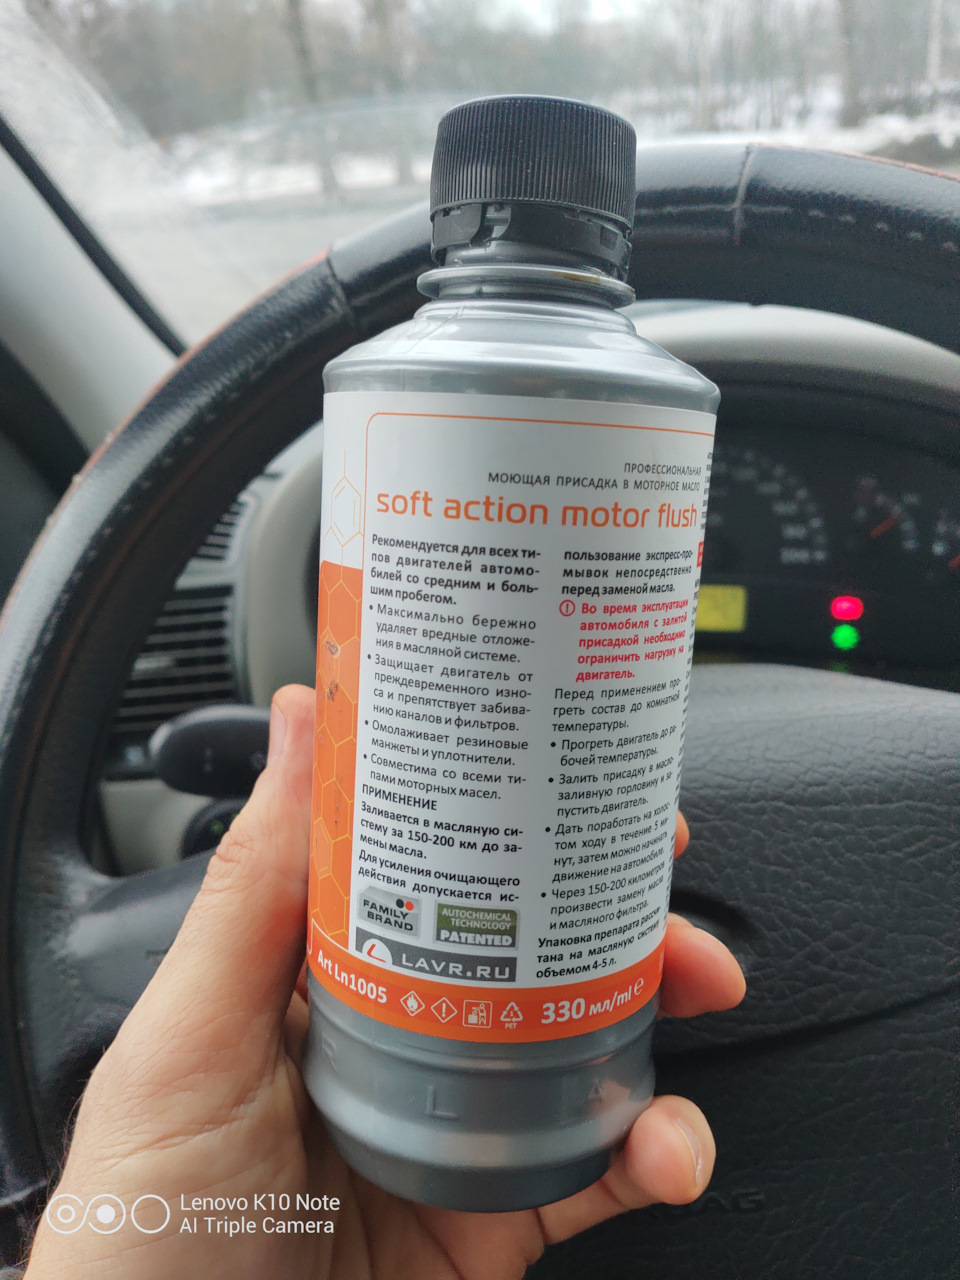 ПРОФЕССИОНАЛЬНАЯ
МОЮЩАЯ ПРИСАДКА В МОТОРНОЕ МАСЛО
soft action motor flush
Рекомендуется для всех ти-
пов двигателей автомо-
билей со средним и боль-
шим пробегом.
• Максимально бережно
удаляет вредные отложе-
ния в масляной системе.
• Защищает двигатель от
преждевременного изно-
са и препятствует забива-
нию каналов и фильтров.
• Омолаживает резиновые
манжеты и уплотнители.
• Совместима со всеми ти-
пами моторных масел.
ПРИМЕНЕНИЕ
Заливается в масляную си-
стему за 150-200 км до за-
мены масла.
Для усиления очищающего
действия допускается ис-
пользование экспресс-про-
мывок непосредственно
перед заменой масла.
Во время эксплуатации
автомобиля с залитой
присадкой необходимо
ограничить нагрузку на
двигатель.
Перед применением про-
греть состав до комнатной
температуры.
• Прогреть двигатель до ра-
бочей температуры.
• Залить присадку в масло-
заливную горловину и за-
пустить двигатель.
• Дать поработать на холос-
том ходу в течение 5 ми-
нут, затем можно начинать
движение на автомобиле.
• Через 150-200 километров
произвести замену масла
и масляного фильтра.
Упаковка препарата рассчи-
тана на масляную систему
объемом 4-5 л.
FAMILY
BRAND
AUTOCHEMICAL
TECHNOLOGY
PATENTED
LAVR.RU
Art Ln1005
PET
330 мл/ml e
L A
Lenovo K10 Note
AI Triple Camera